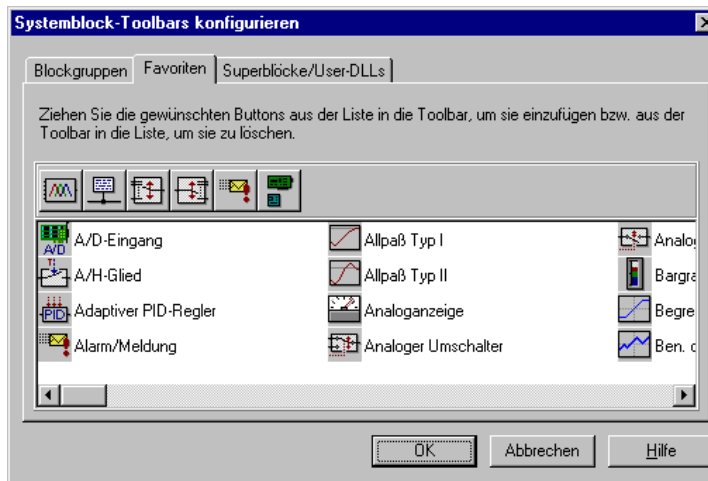 Systemblock-Toolbars konfigurieren
Blockgruppen Favoriten Superblöcke/User-DLLs
Ziehen Sie die gewünschten Buttons aus der Liste in die Toolbar, um sie einzufügen bzw. aus der
Toolbar in die Liste, um sie zu löschen.
A/D A/D-Eingang Allpaß Typ I Analo
A/H-Glied Allpaß Typ II Bargra
PID Adaptiver PID-Regler Analoganzeige Begre
Alarm/Meldung Analoger Umschalter Ben.
OK Abbrechen Hilfe